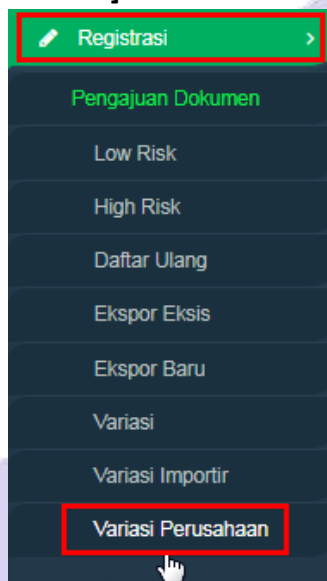 Registrasi
Pengajuan Dokumen
Low Risk
High Risk
Daftar Ulang
Ekspor Eksis
Ekspor Baru
Variasi
Variasi Importir
Variasi Perusahaan